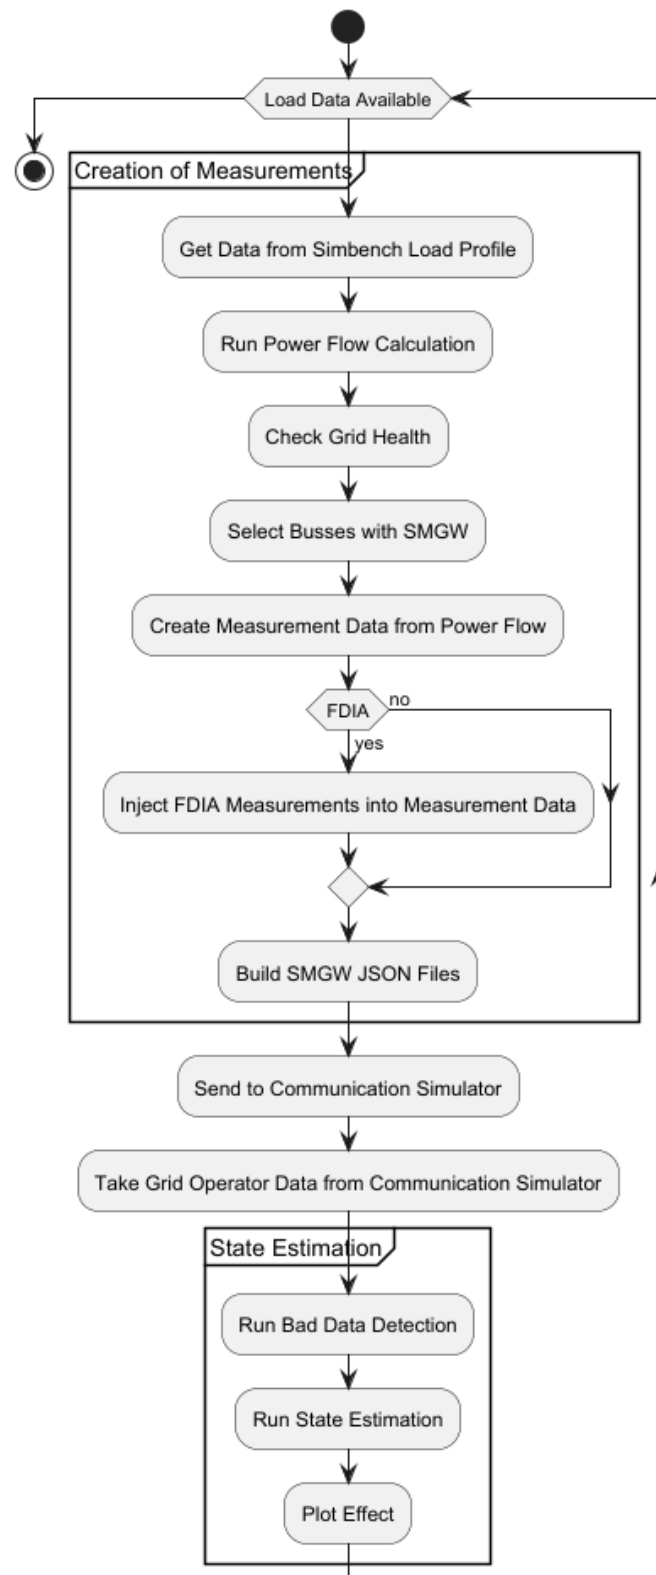 Load Data Available
Creation of Measurements
Get Data from Simbench Load Profile
Run Power Flow Calculation
Check Grid Health
Select Busses with SMGW
Create Measurement Data from Power Flow
FDIA
no
yes
Inject FDIA Measurements into Measurement Data
Build SMGW JSON Files
Send to Communication Simulator
Take Grid Operator Data from Communication Simulator
State Estimation
Run Bad Data Detection
Run State Estimation
Plot Effect